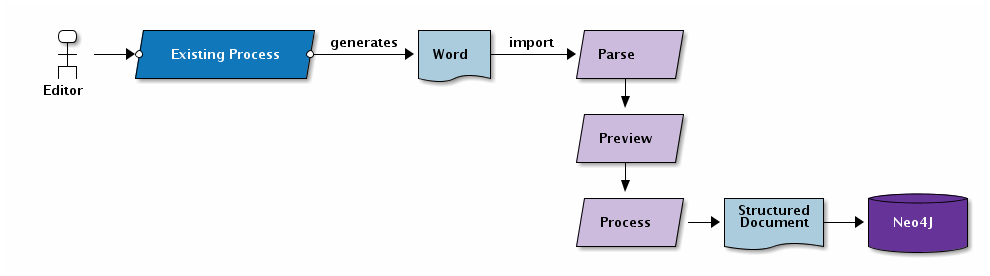 Editor
Existing Process
generates
Word
import
Parse
Preview
Process
Structured
Document
Neo4J